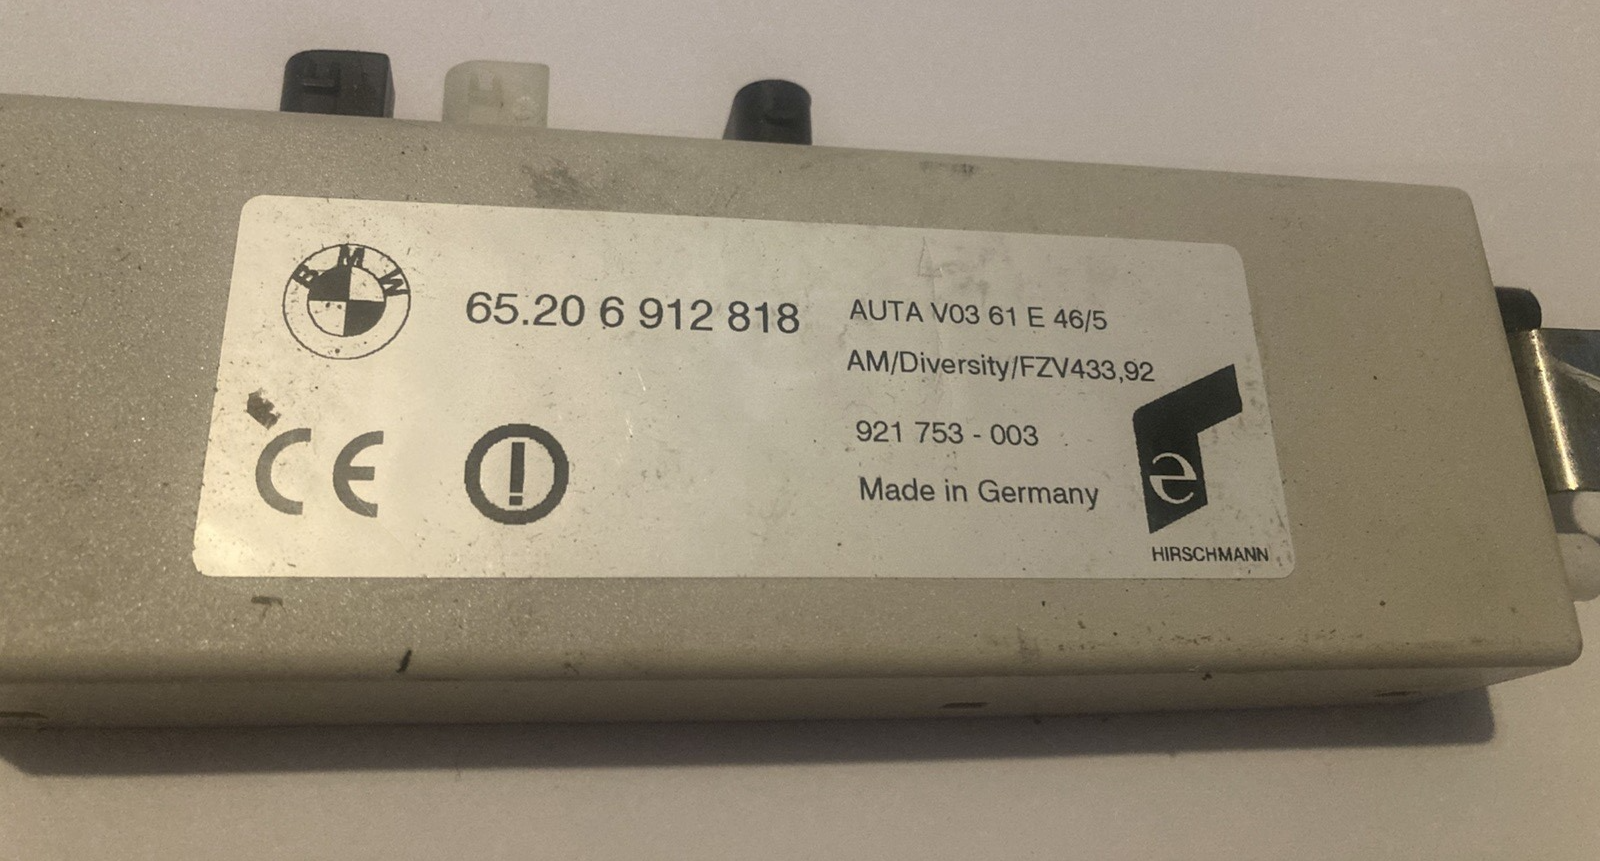 BMW
65.20 6 912 818
AUTA V03 61 E 46/5
AM/Diversity/FZV433,92
921 753 - 003
Made in Germany
CE
e
HIRSCHMANN